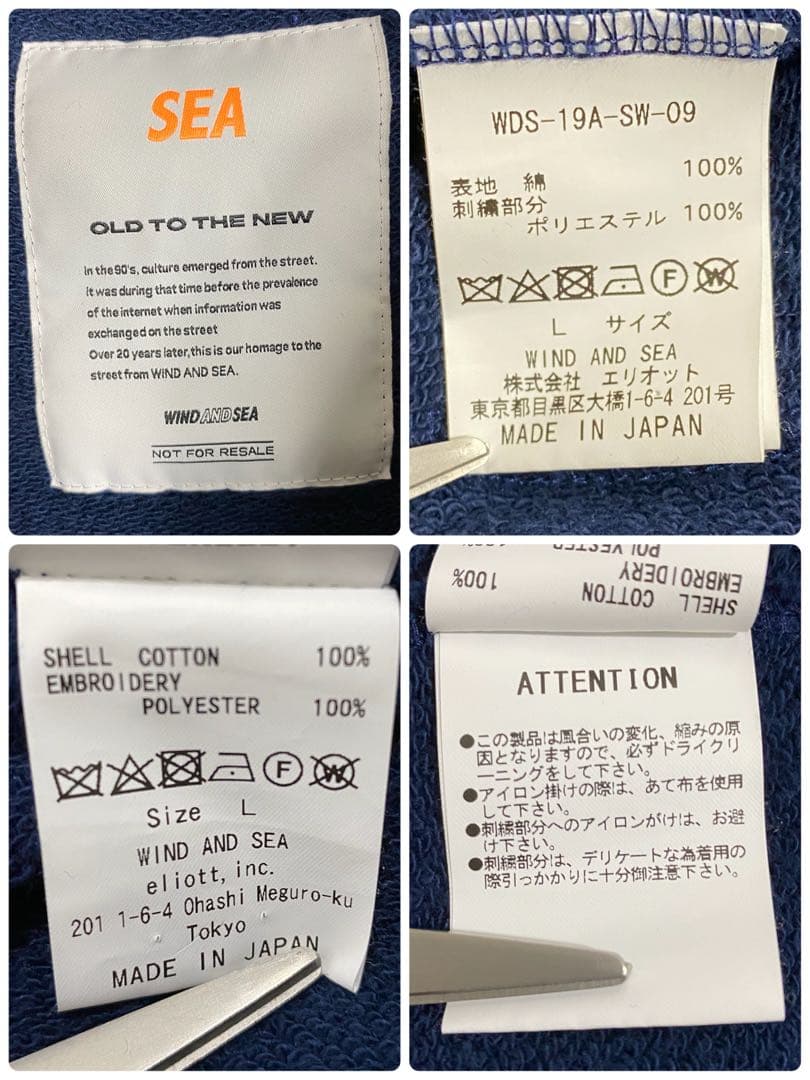 SEA
OLD TO THE NEW
In the 90's, culture emerged from the street.
It was during that time before the prevalence
of the internet when information was
exchanged on the street
Over 20 years later,this is our homage to the
street from WIND AND SEA.
WINDANDSEA
NOT FOR RESALE
WDS-19A-SW-09
表地 綿 100%
刺繍部分
ポリエステル 100%
F W
L サイズ
WIND AND SEA
株式会社 エリオット
東京都目黒区大橋1-6-4 201号
MADE IN JAPAN
SHELL COTTON 100%
EMBROIDERY
POLYESTER 100%
F W
Size L
WIND AND SEA
eliott, inc.
201 1-6-4 Ohashi Meguro-ku
Tokyo
MADE IN JAPAN
POLYESTER 100%
EMBROIDERY
SHELL COTTON 100%
ATTENTION
●この製品は風合いの変化、縮みの原
因となりますので、必ずドライクリ
ーニングをして下さい。
●アイロン掛けの際は、あて布を使用
して下さい。
●刺繍部分へのアイロンがけは、お避
け下さい。
●刺繍部分は、デリケートな為着用の
際引っかかりに十分御注意下さい。